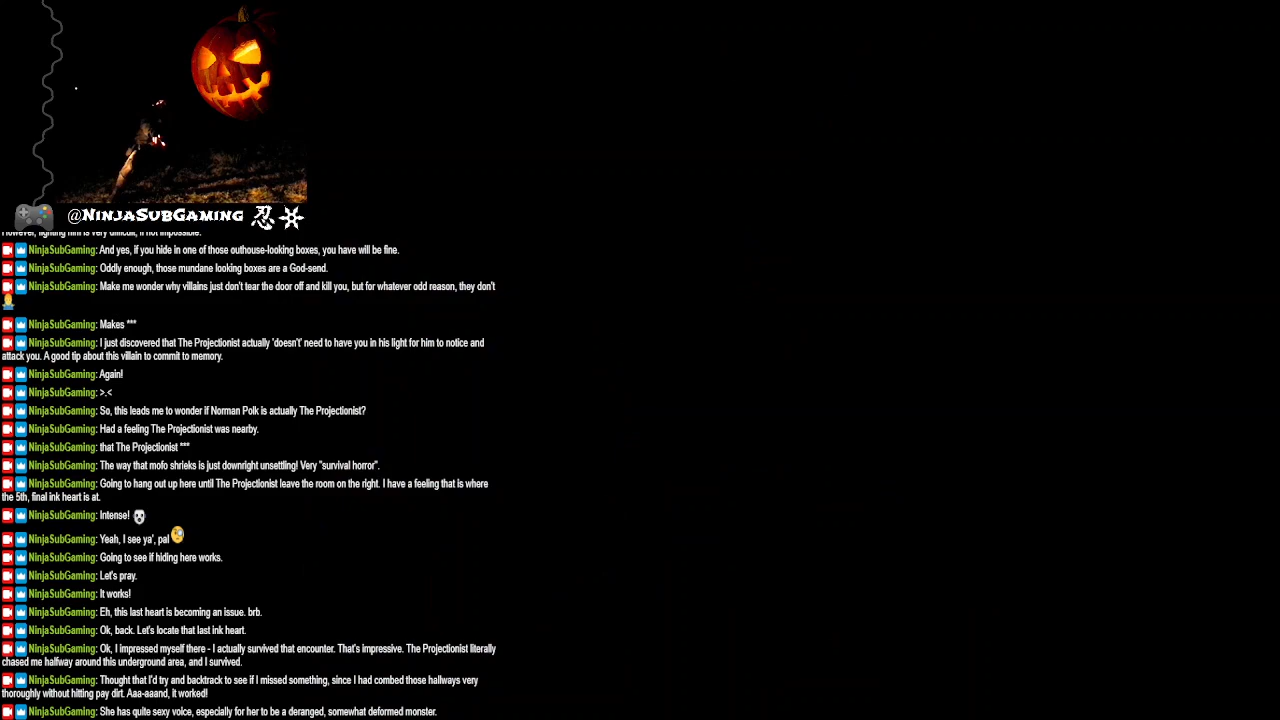 @NinjaSubGaming 忍
However, fighting him is very difficult, if not impossible.
NinjaSubGaming: And yes, if you hide in one of those outhouse-looking boxes, you have will be fine.
NinjaSubGaming: Oddly enough, those mundane looking boxes are a God-send.
NinjaSubGaming: Make me wonder why villains just don't tear the door off and kill you, but for whatever odd reason, they don't
NinjaSubGaming: Makes ***
NinjaSubGaming: I just discovered that The Projectionist actually 'doesn't' need to have you in his light for him to notice and
attack you. A good tip about this villain to commit to memory.
NinjaSubGaming: Again!
NinjaSubGaming: >.<
NinjaSubGaming: So, this leads me to wonder if Norman Polk is actually The Projectionist?
NinjaSubGaming: Had a feeling The Projectionist was nearby.
NinjaSubGaming: that The Projectionist ***
NinjaSubGaming: The way that mofo shrieks is just downright unsettling! Very "survival horror".
NinjaSubGaming: Going to hang out up here until The Projectionist leave the room on the right. I have a feeling that is where
the 5th, final ink heart is at.
NinjaSubGaming: Intense!
NinjaSubGaming: Yeah, I see ya', pal
NinjaSubGaming: Going to see if hiding here works.
NinjaSubGaming: Let's pray.
NinjaSubGaming: It works!
NinjaSubGaming: Eh, this last heart is becoming an issue. brb.
NinjaSubGaming: Ok, back. Let's locate that last ink heart.
NinjaSubGaming: Ok, I impressed myself there - I actually survived that encounter. That's impressive. The Projectionist literally
chased me halfway around this underground area, and I survived.
NinjaSubGaming: Thought that I'd try and backtrack to see if I missed something, since I had combed those hallways very
thoroughly without hitting pay dirt. Aaa-aaand, it worked!
NinjaSubGaming: She has quite sexy voice, especially for her to be a deranged, somewhat deformed monster.